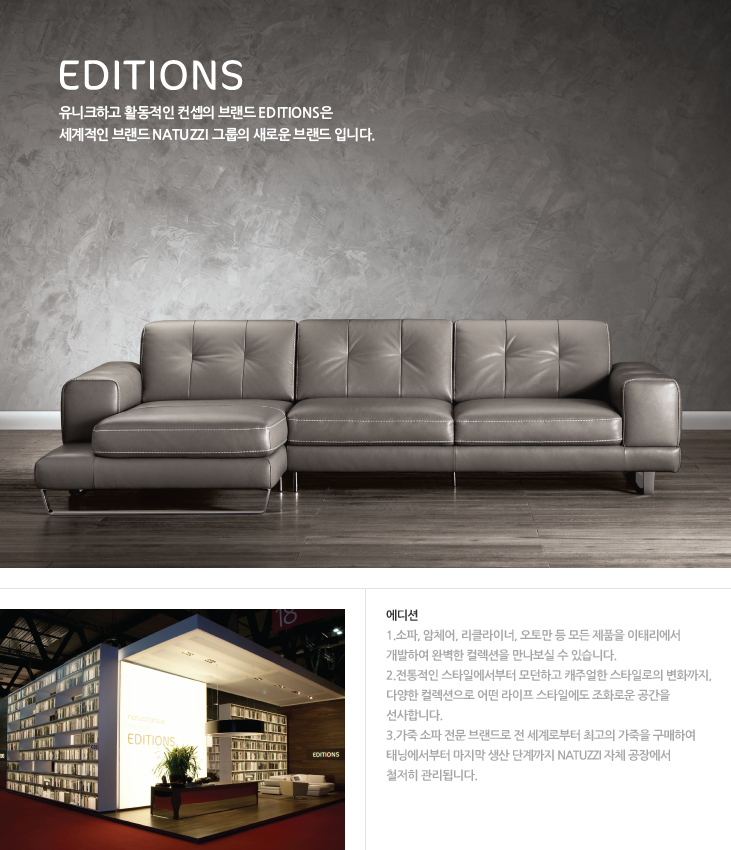 EDITIONS
유니크하고 활동적인 컨셉의 브랜드 EDITIONS은
세계적인 브랜드 NATUZZI 그룹의 새로운 브랜드 입니다.
18
EDITIONS
EDITIONS
에디션
1.소파, 암체어, 리클라이너, 오토만 등 모든 제품을 이태리에서
개발하여 완벽한 컬렉션을 만나보실 수 있습니다.
2.전통적인 스타일에서부터 모던하고 캐주얼한 스타일로의 변화까지,
다양한 컬렉션으로 어떤 라이프 스타일에도 조화로운 공간을
선사합니다.
3.가죽 소파 전문 브랜드로 전 세계로부터 최고의 가죽을 구매하여
태닝에서부터 마지막 생산 단계까지 NATUZZI 자체 공장에서
철저히 관리됩니다.